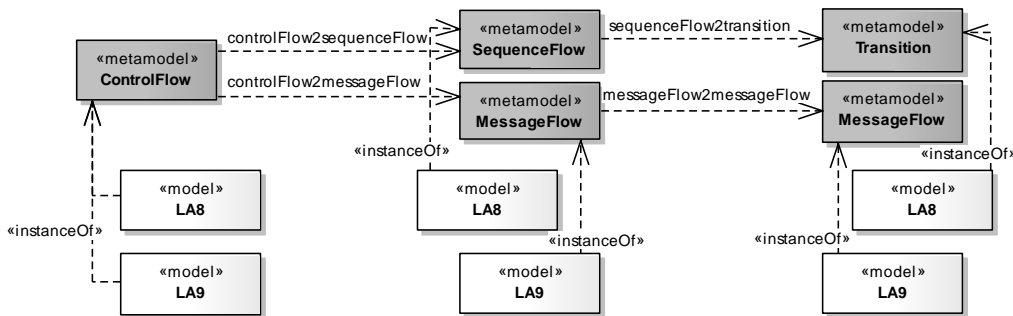 «metamodel»
ControlFlow
controlFlow2sequenceFlow
controlFlow2messageFlow
«metamodel»
SequenceFlow
sequenceFlow2transition
«metamodel»
Transition
«metamodel»
MessageFlow
messageFlow2messageFlow
«metamodel»
MessageFlow
«instanceOf»
«instanceOf»
«model»
LA8
«model»
LA8
«model»
LA8
«instanceOf»
«instanceOf»
«instanceOf»
«model»
LA9
«model»
LA9
«model»
LA9